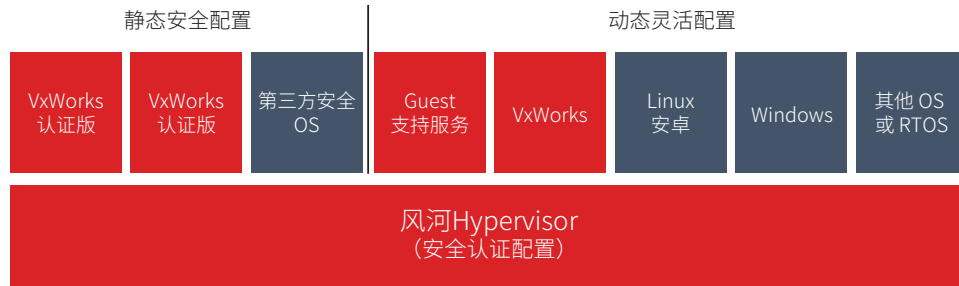 静态安全配置
动态灵活配置
VxWorks
认证版
VxWorks
认证版
第三方安全
OS
Guest
支持服务
VxWorks
Linux
安卓
Windows
其他 OS
或 RTOS
风河Hypervisor
（安全认证配置）